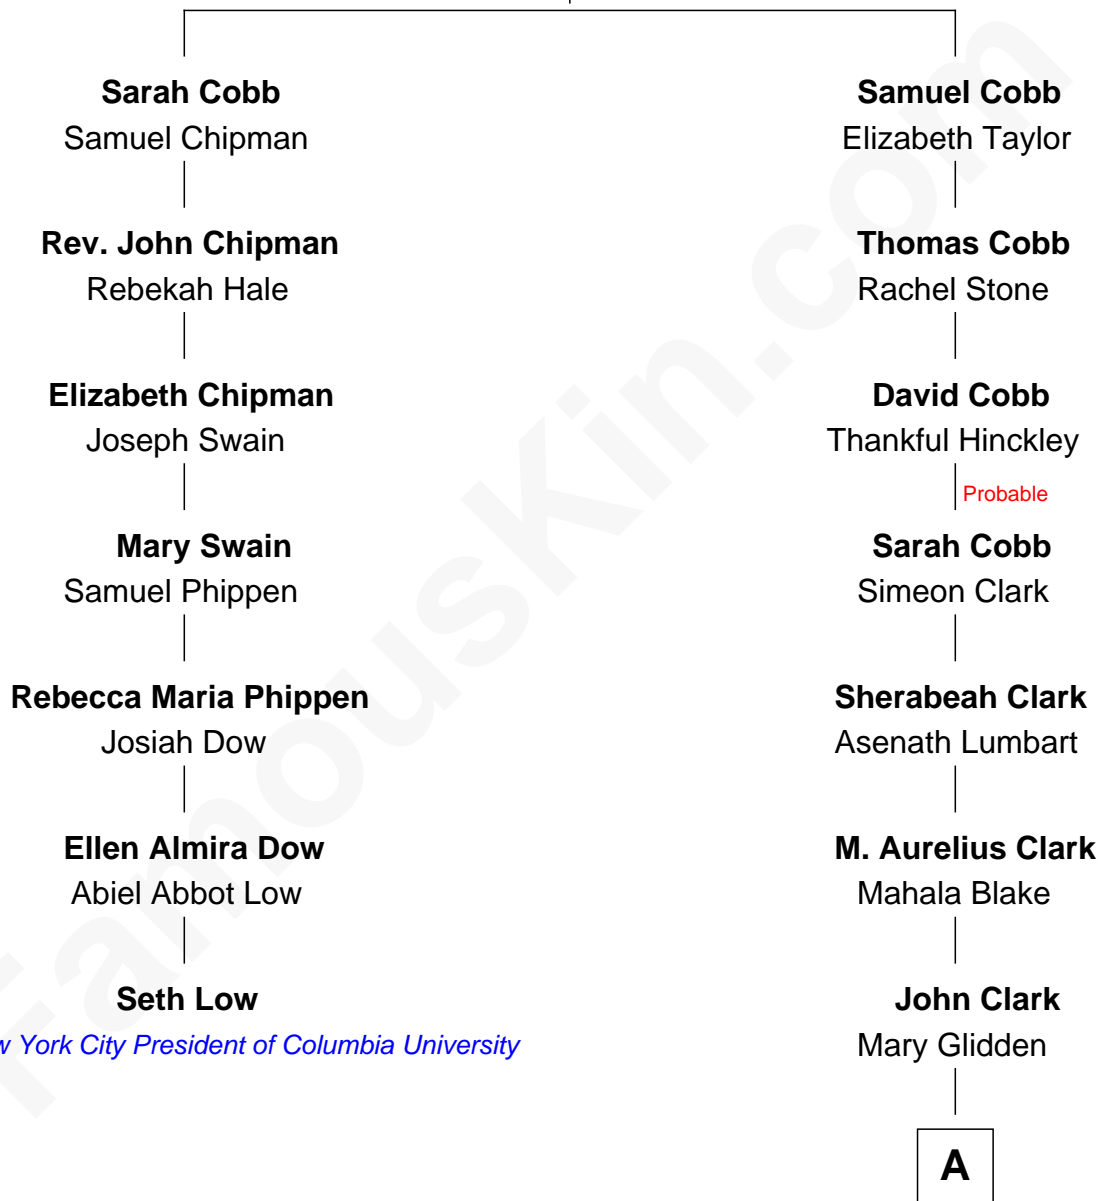 Sarah Cobb
Samuel Chipman
Rev. John Chipman
Rebekah Hale
Elizabeth Chipman
Joseph Swain
Mary Swain
Samuel Phippen
Rebecca Maria Phippen
Josiah Dow
Ellen Almira Dow
Abiel Abbot Low
Seth Low
York City President of Columbia University
Samuel Cobb
Elizabeth Taylor
Thomas Cobb
Rachel Stone
David Cobb
Thankful Hinckley
Probable
Sarah Cobb
Simeon Clark
Sherabeah Clark
Asenath Lumbart
M. Aurelius Clark
Mahala Blake
John Clark
Mary Glidden
A
FamousKin.com